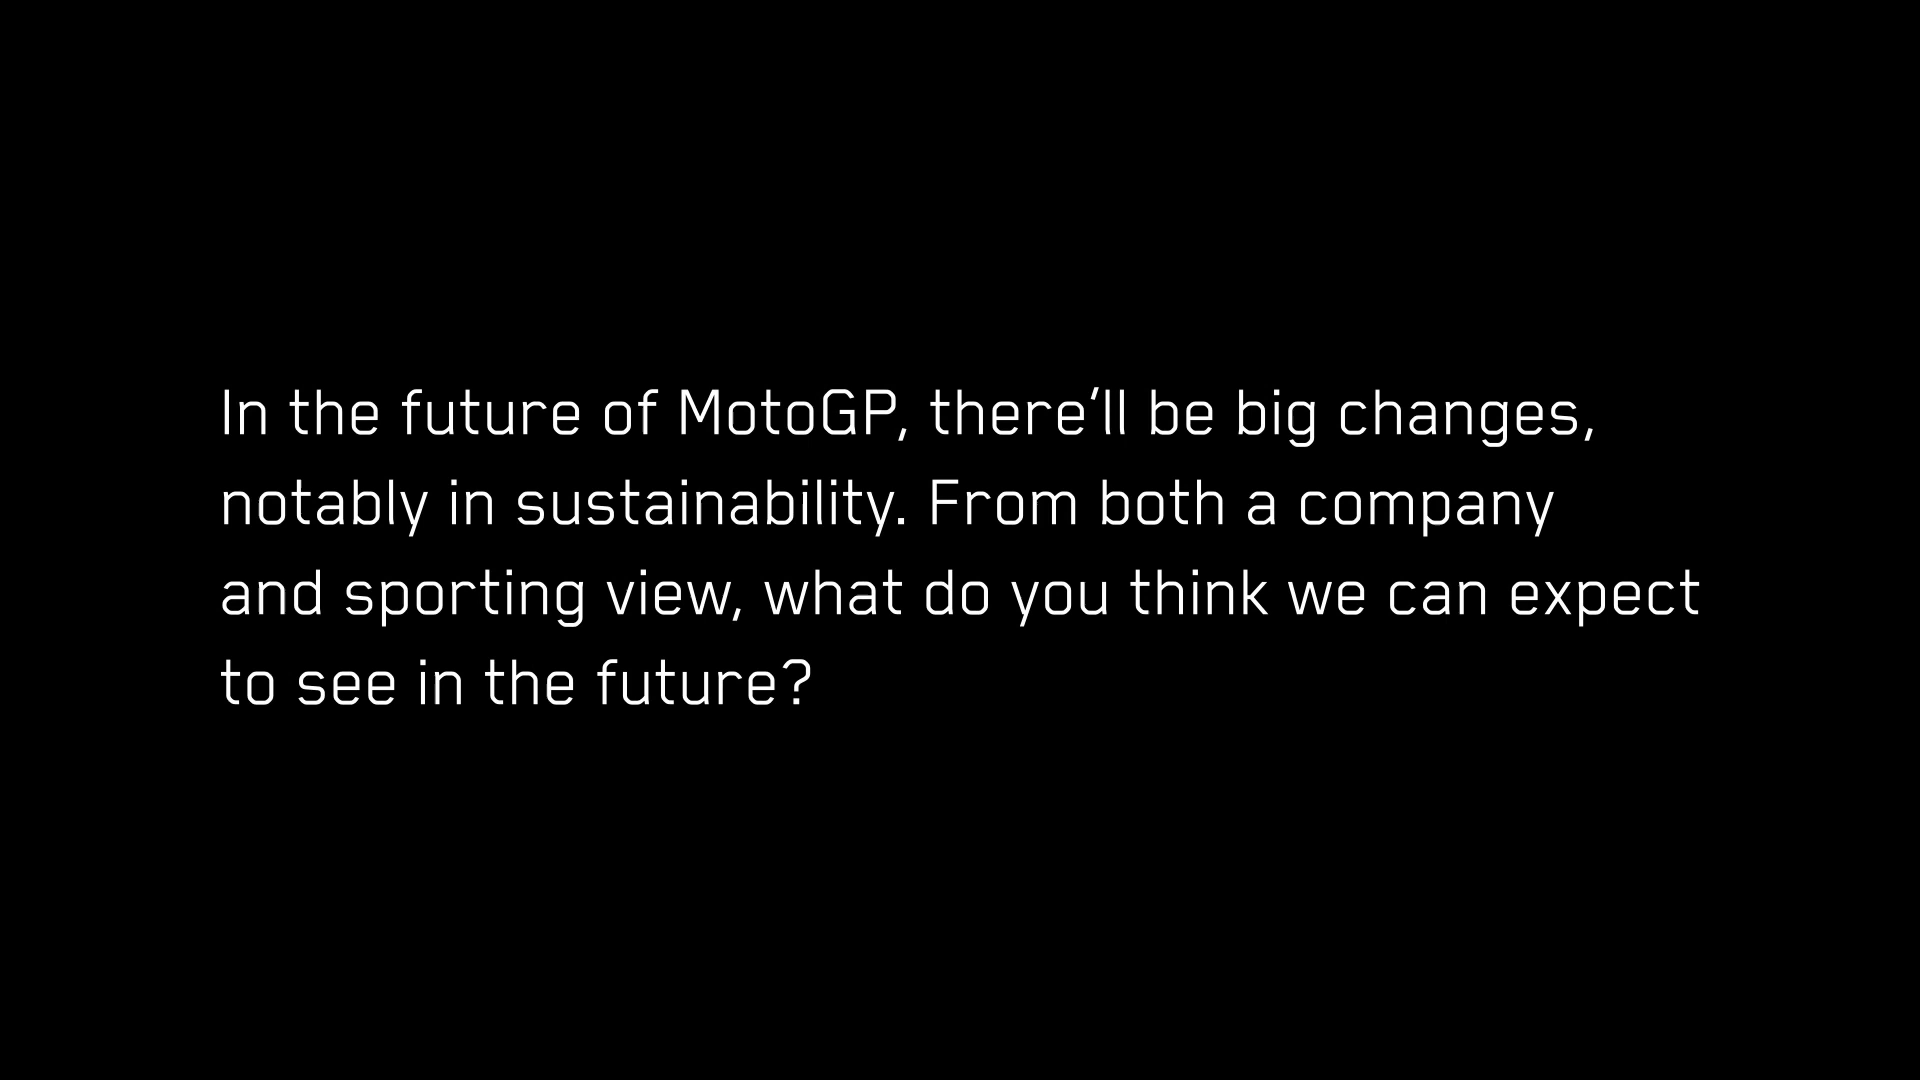 In the future of MotoGP, there’ll be big changes,
notably in sustainability. From both a company
and sporting view, what do you think we can expect
to see in the future?